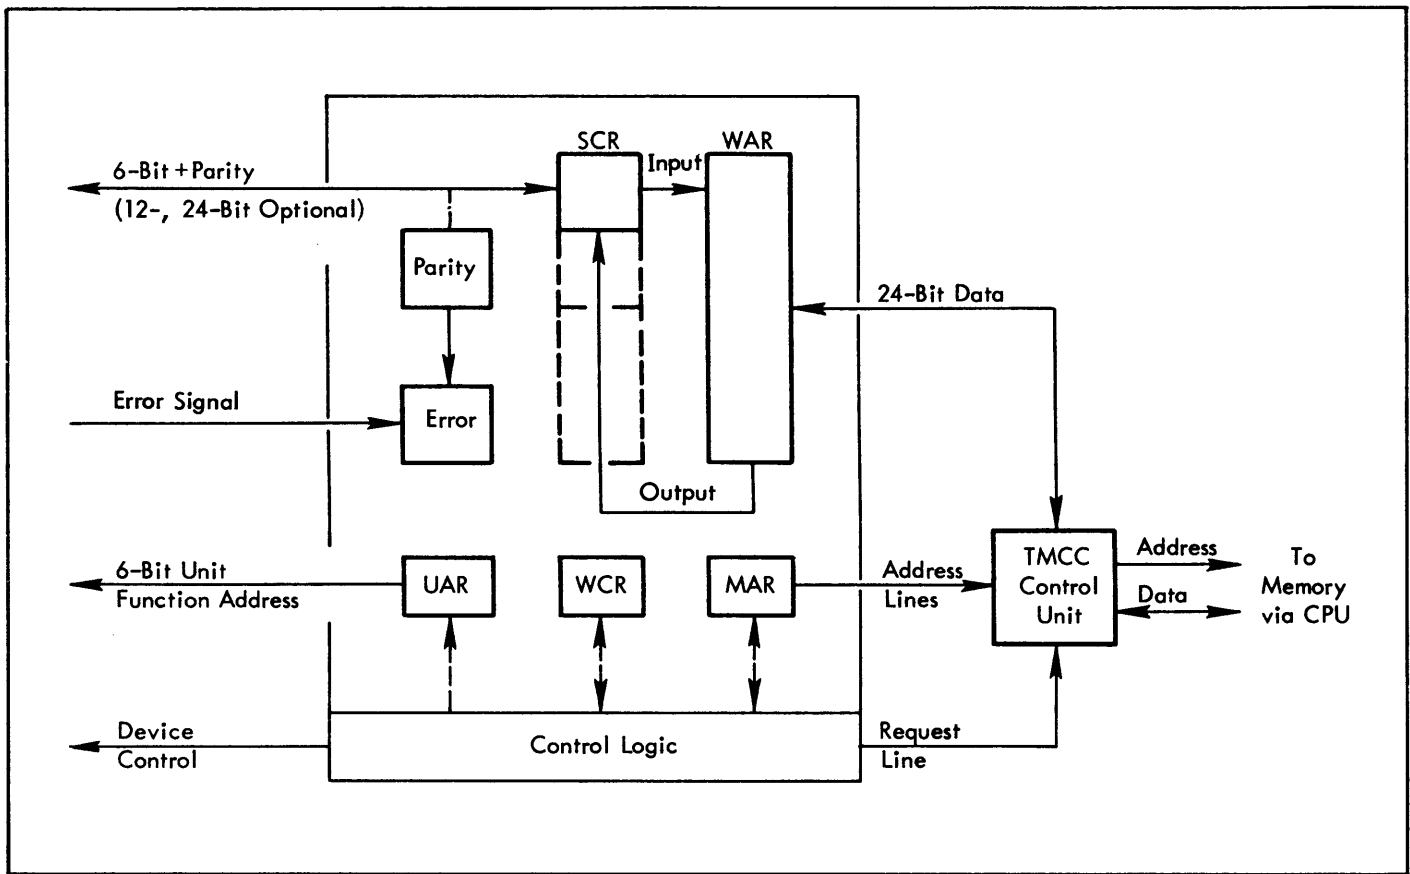 SCR
WAR
6-Bit + Parity
(12-, 24-Bit Optional)
Input
Parity
24-Bit Data
Error Signal
Error
Output
6-Bit Unit
Function Address
UAR
WCR
MAR
Address
Lines
TMCC
Control
Unit
Address
Data
To
Memory
via CPU
Device
Control
Control Logic
Request
Line